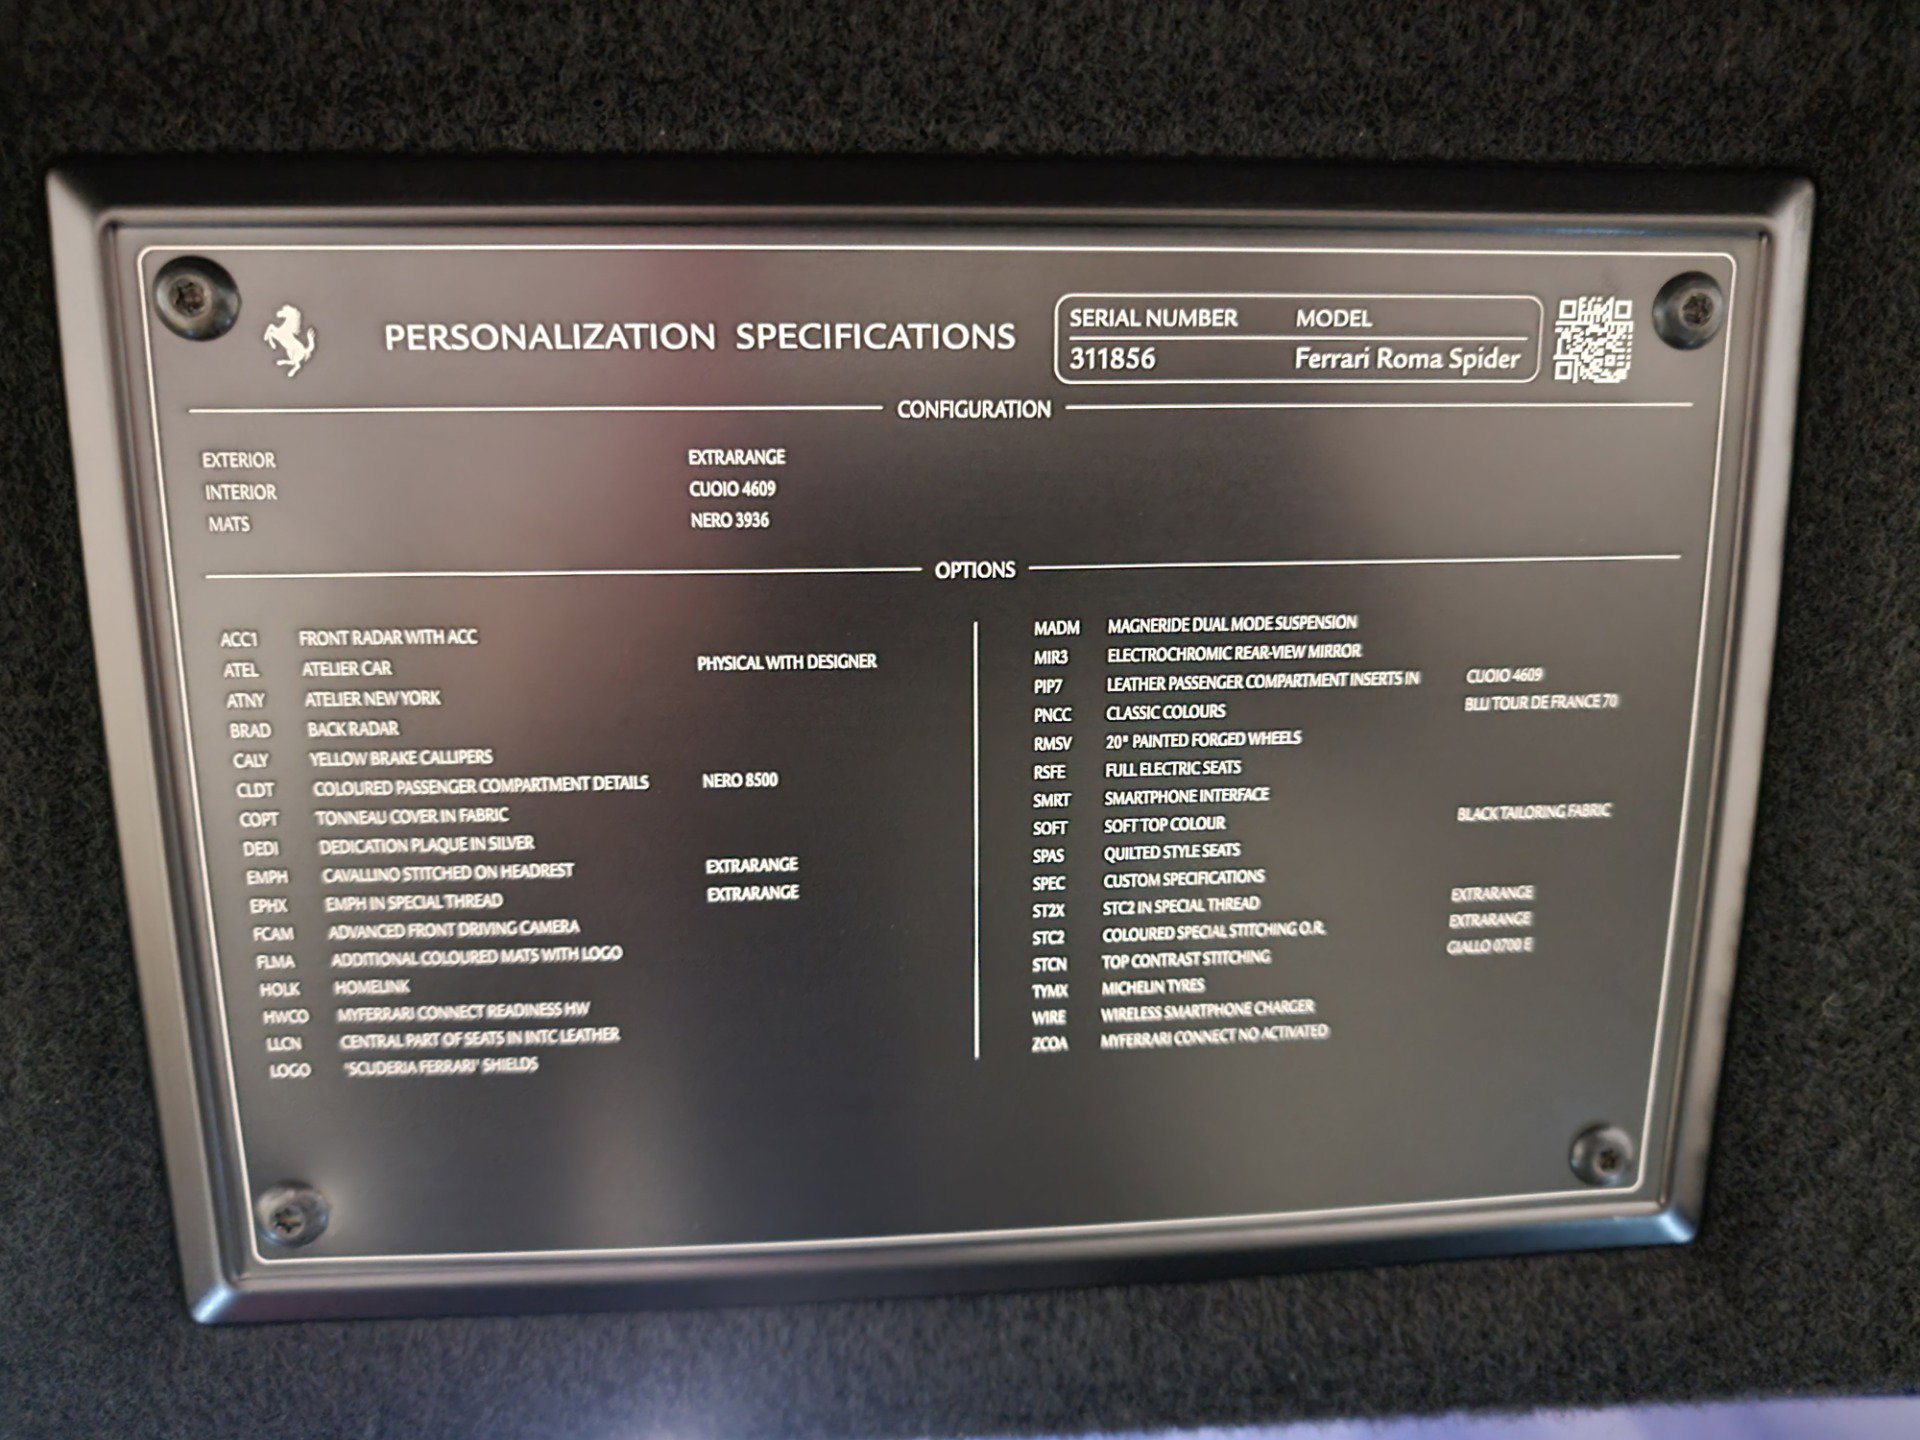 PERSONALIZATION SPECIFICATIONS
SERIAL NUMBER MODEL
311856 Ferrari Roma Spider
CONFIGURATION
EXTERIOR EXTRARANGE
INTERIOR CUOIO 4609
MATS NERO 3936
OPTIONS
ACC1 FRONT RADAR WITH ACC
ATEL ATELIER CAR PHYSICAL WITH DESIGNER
ATNY ATELIER NEW YORK
BRAD BACK RADAR
CALY YELLOW BRAKE CALLIPERS
CLDT COLOURED PASSENGER COMPARTMENT DETAILS NERO 8500
COPT TONNEAU COVER IN FABRIC
DEDI DEDICATION PLAQUE IN SILVER
EMPH CAVALLINO STITCHED ON HEADREST EXTRARANGE
EPHX EMPH IN SPECIAL THREAD EXTRARANGE
FCAM ADVANCED FRONT DRIVING CAMERA
FLMA ADDITIONAL COLOURED MATS WITH LOGO
HOLK HOMELINK
HWCO MYFERRARI CONNECT READINESS HW
LLCN CENTRAL PART OF SEATS IN INTC LEATHER
LOGO "SCUDERIA FERRARI" SHIELDS
MADM MAGNERIDE DUAL MODE SUSPENSION
MIR3 ELECTROCHROMIC REAR-VIEW MIRROR
PIP7 LEATHER PASSENGER COMPARTMENT INSERTS IN CUOIO 4609
PNCC CLASSIC COLOURS BLU TOUR DE FRANCE 70
RMSV 20" PAINTED FORGED WHEELS
RSFE FULL ELECTRIC SEATS
SMRT SMARTPHONE INTERFACE
SOFT SOFT TOP COLOUR BLACK TAILORING FABRIC
SPAS QUILTED STYLE SEATS
SPEC CUSTOM SPECIFICATIONS
ST2X STC2 IN SPECIAL THREAD EXTRARANGE
STC2 COLOURED SPECIAL STITCHING O.R. EXTRARANGE
STCN TOP CONTRAST STITCHING GIALLO 0700 E
TYMX MICHELIN TYRES
WIRE WIRELESS SMARTPHONE CHARGER
ZCOA MYFERRARI CONNECT NO ACTIVATED